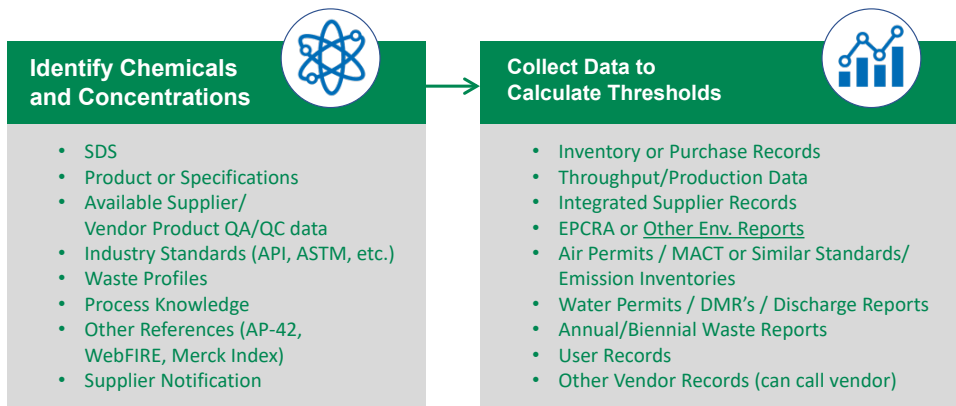 Identify Chemicals
and Concentrations
• SDS
• Product or Specifications
• Available Supplier/
Vendor Product QA/QC data
• Industry Standards (API, ASTM, etc.)
• Waste Profiles
• Process Knowledge
• Other References (AP-42,
WebFIRE, Merck Index)
• Supplier Notification
Collect Data to
Calculate Thresholds
• Inventory or Purchase Records
• Throughput/Production Data
• Integrated Supplier Records
• EPCRA or Other Env. Reports
• Air Permits / MACT or Similar Standards/
Emission Inventories
• Water Permits / DMR's / Discharge Reports
• Annual/Biennial Waste Reports
• User Records
• Other Vendor Records (can call vendor)